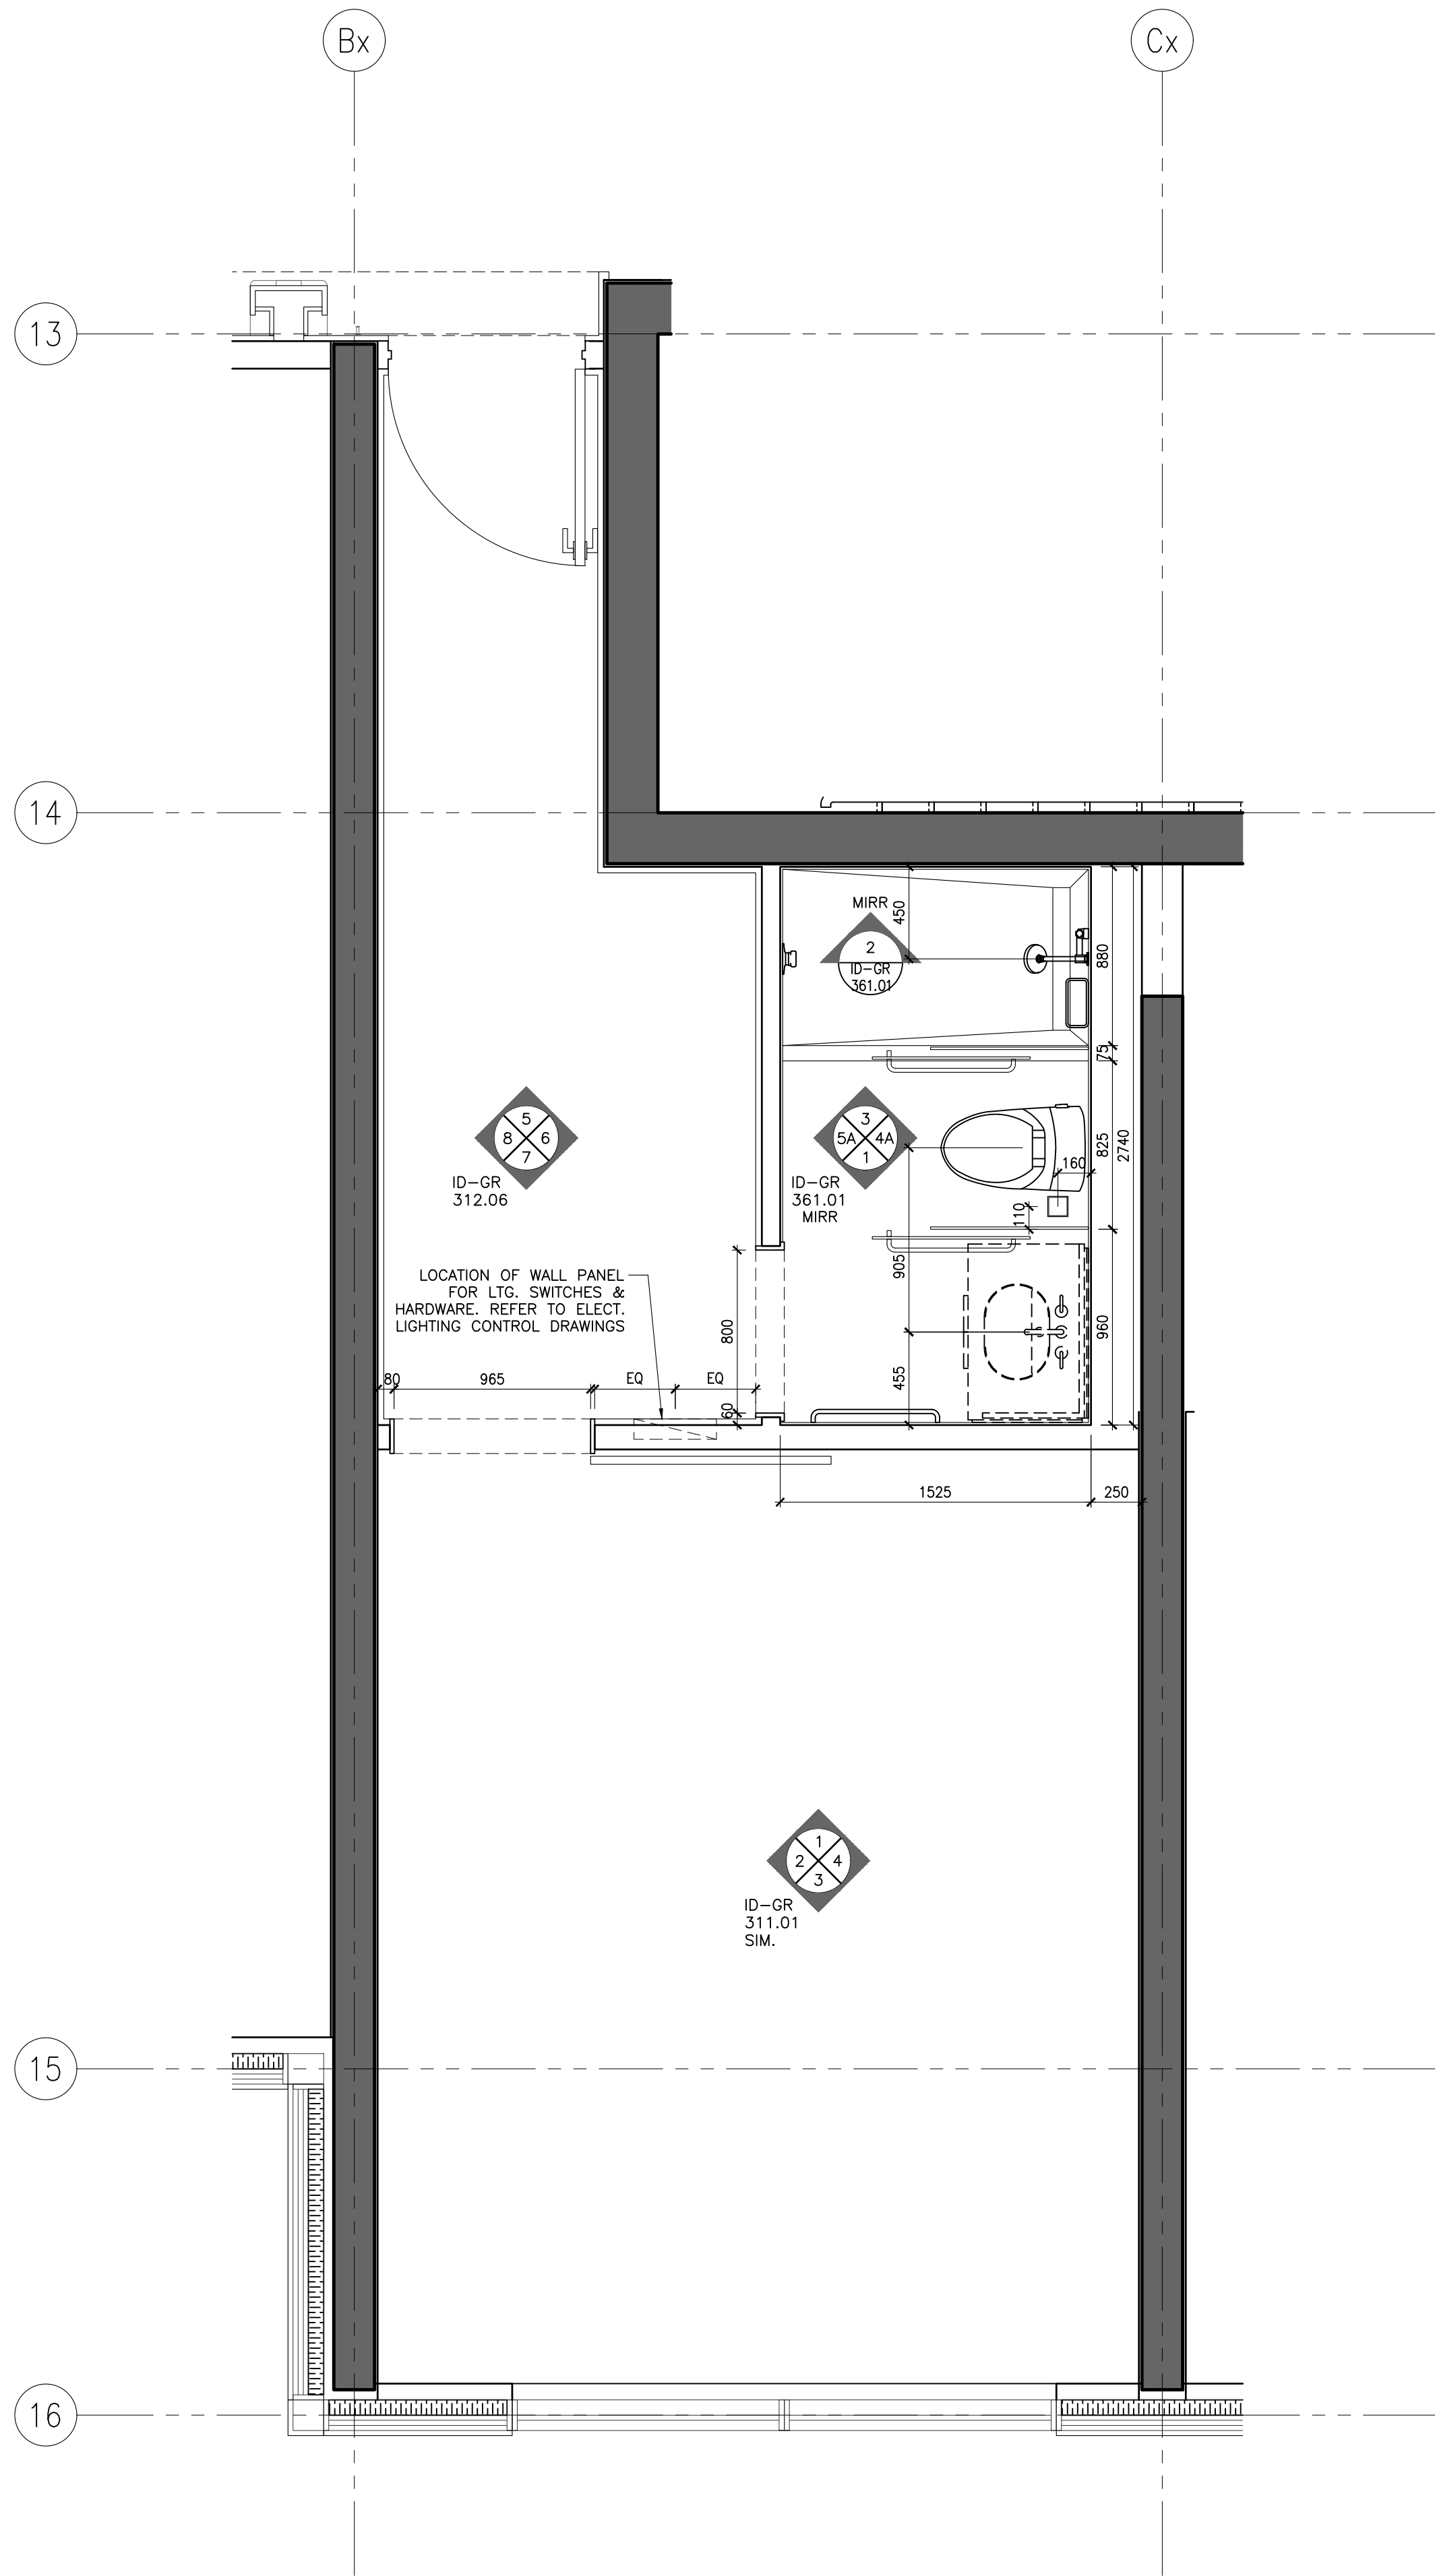 Bx
Cx
13
14
MIRR
450
2
ID-GR
361.01
880
75
5
8 6
7
ID-GR
312.06
3
5A 4A
1
ID-GR
361.01
MIRR
825
2740
160
110
905
LOCATION OF WALL PANEL
FOR LTG. SWITCHES &
HARDWARE. REFER TO ELECT.
LIGHTING CONTROL DRAWINGS
800
960
80
965
EQ
EQ
455
60
1525
250
1
2 4
3
ID-GR
311.01
SIM.
15
16